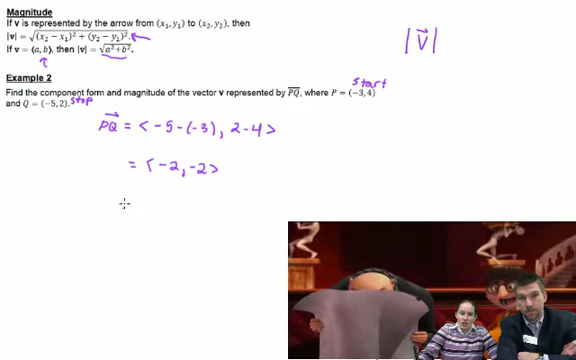 Magnitude
If v is represented by the arrow from (x₁, y₁) to (x₂, y₂), then
|v| = √(x₂ − x₁)² + (y₂ − y₁)².
If v = ⟨a, b⟩, then |v| = √a² + b².
|v⃗|
Example 2
Find the component form and magnitude of the vector v represented by P͞Q, where P = (−3, 4)
start
and Q = (−5, 2).
stop
PQ⃗ = < -5-(-3), 2-4>
= < -2, -2>